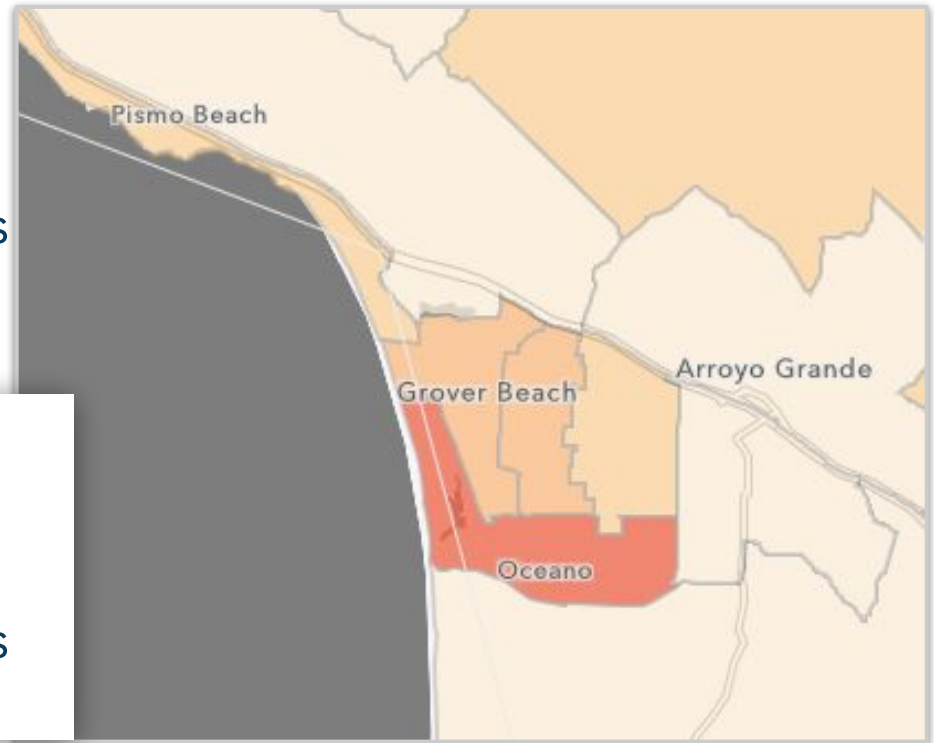 Pismo Beach
s
Arroyo Grande
Grover Beach
Oceano
s